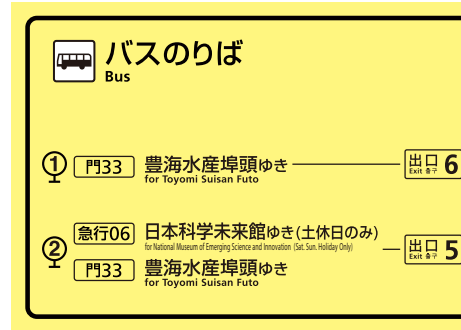 バスのりば
Bus
① 門33 豊海水産埠頭ゆき 出口 6
for Toyomi Suisan Futo Exit 출구
急行06 日本科学未来館ゆき(土休日のみ)
for National Museum of Emerging Science and Innovation (Sat. Sun. Holiday Only)
② 出口 5
Exit 출구
門33 豊海水産埠頭ゆき
for Toyomi Suisan Futo